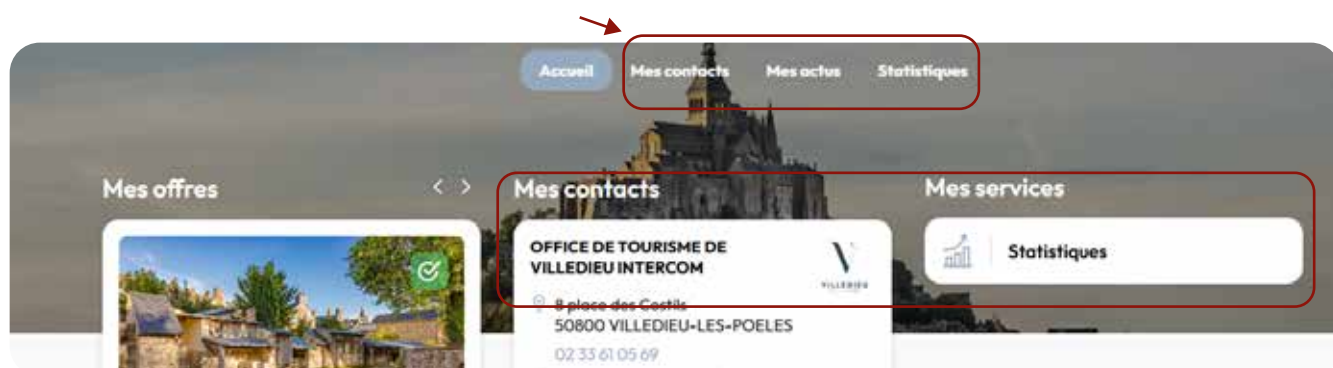 Accueil Mes contacts Mes actus Statistiques
Mes offres
Mes contacts
Mes services
OFFICE DE TOURISME DE
VILLEDIEU INTERCOM
VILLEDIEU
Statistiques
8 place des Costils
50800 VILLEDIEU-LES-POELES
02 33 61 05 69